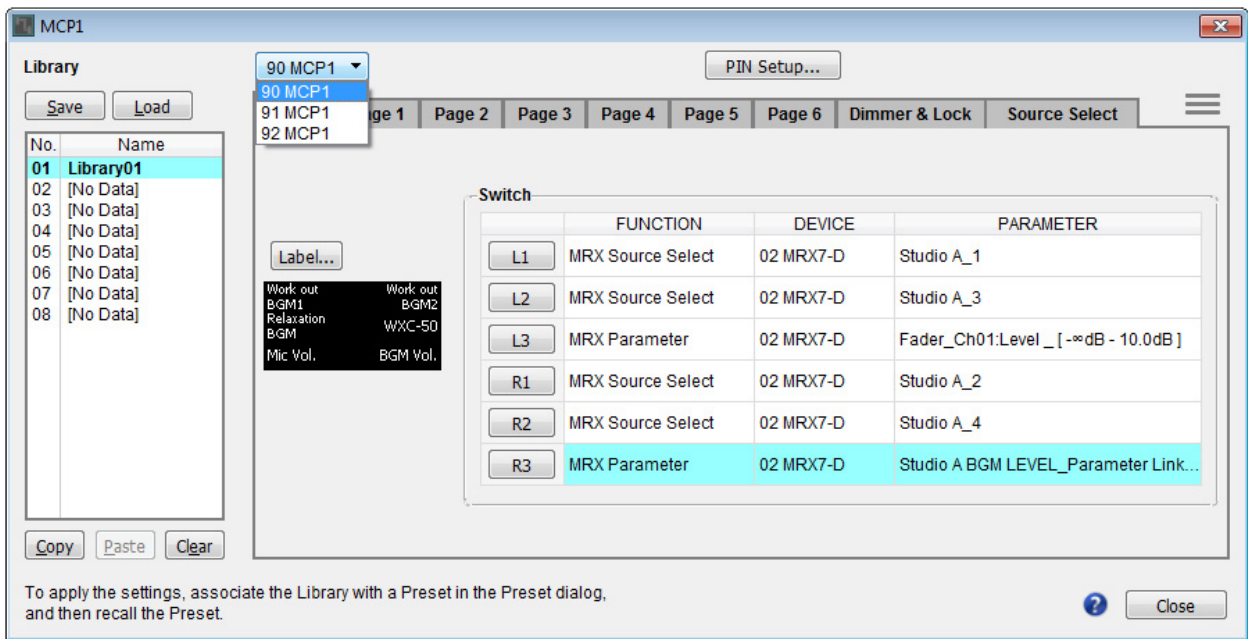 MCP1
Library
90 MCP1
PIN Setup...
Save Load
90 MCP1
91 MCP1
92 MCP1
ge 1 Page 2 Page 3 Page 4 Page 5 Page 6 Dimmer & Lock Source Select
No. Name
01 Library01
02 [No Data]
03 [No Data]
04 [No Data]
05 [No Data]
06 [No Data]
07 [No Data]
08 [No Data]
Copy Paste Clear
Label...
Work out BGM1 Work out BGM2
Relaxation BGM WXC-50
Mic Vol. BGM Vol.
Switch
FUNCTION DEVICE PARAMETER
L1 MRX Source Select 02 MRX7-D Studio A_1
L2 MRX Source Select 02 MRX7-D Studio A_3
L3 MRX Parameter 02 MRX7-D Fader_Ch01:Level _ [ -∞dB - 10.0dB ]
R1 MRX Source Select 02 MRX7-D Studio A_2
R2 MRX Source Select 02 MRX7-D Studio A_4
R3 MRX Parameter 02 MRX7-D Studio A BGM LEVEL_Parameter Link...
To apply the settings, associate the Library with a Preset in the Preset dialog,
and then recall the Preset.
? Close